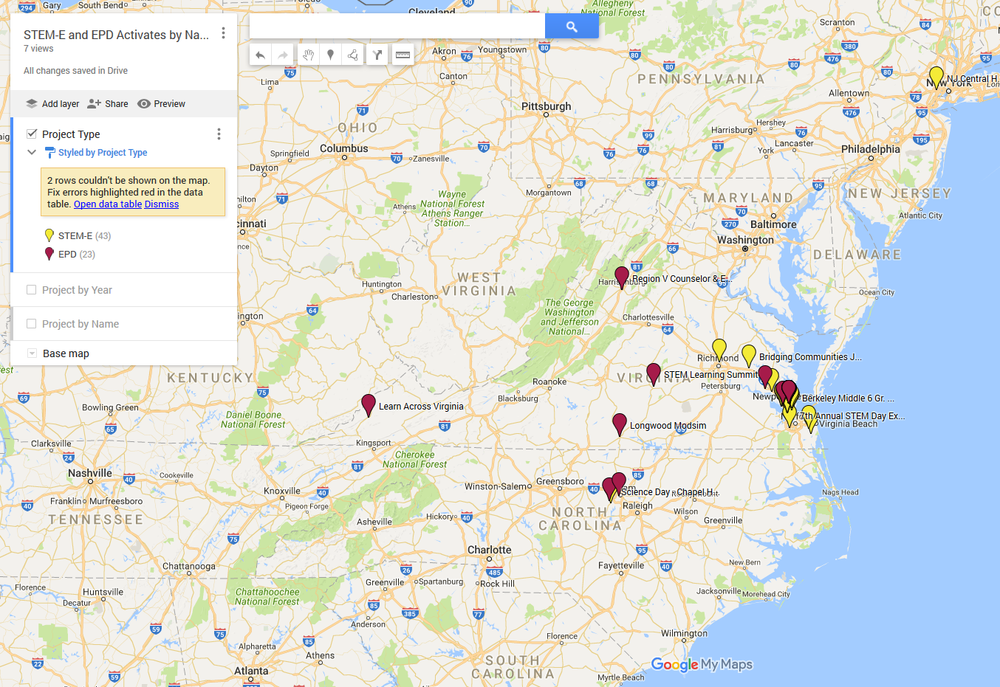 STEM-E and EPD Activates by Na...
7 views
All changes saved in Drive
Add layer
Share
Preview
Project Type
Styled by Project Type
2 rows couldn't be shown on the map.
Fix errors highlighted red in the data
table. Open data table Dismiss
STEM-E (43)
EPD (23)
Project by Year
Project by Name
Base map
Gary
South Bend
Cleveland
Allegheny
National Forest
Scranton
Akron
Youngstown
Lima
Canton
PENNSYLVANIA
NJ Central H...
New York
Allentown
Pittsburgh
OHIO
Hershey
Harrisburg
Lancaster
York
Columbus
Springfield
Zanesville
Philadelphia
Dayton
Morgantown
MARYLAND
NEW JERSEY
Wayne
National Forest
Athens Ranger
Station...
Athens
Baltimore
Atlantic City
Washington
DELAWARE
WEST
VIRGINIA
Huntington
Charleston
Region V Counselor & E...
Ocean City
The George
Washington
and Jefferson
National...
Charlottesville
Richmond
Bridging Communities J...
KENTUCKY
Roanoke
VIRGINIA
STEM Learning Summit
Petersburg
Blacksburg
Berkeley Middle 6 Gr. ...
Bowling Green
Learn Across Virginia
Daniel Boone
National Forest
17th Annual STEM Day Ex...
Virginia Beach
Longwood Modsim
Clarksville
Kingsport
Cherokee
National Forest
Nashville
Cookeville
Knoxville
Winston-Salem
Greensboro
Science Day - Chapel H...
Nags Head
Franklin
Murfreesboro
Pigeon Forge
Raleigh
Wilson
TENNESSEE
Hickory
NORTH
CAROLINA
Greenville
Asheville
Charlotte
Chattanooga
Fayetteville
New Bern
Florence
Huntsville
Decatur
Chattahoochee
National Forest
Greenville
Spartanburg
Rock Hill
Jacksonville
Morehead City
Anderson
Florence
Wilmington
Alpharetta
Athens
Atlanta
SOUTH
CAROLINA
Myrtle Beach
Google My Maps